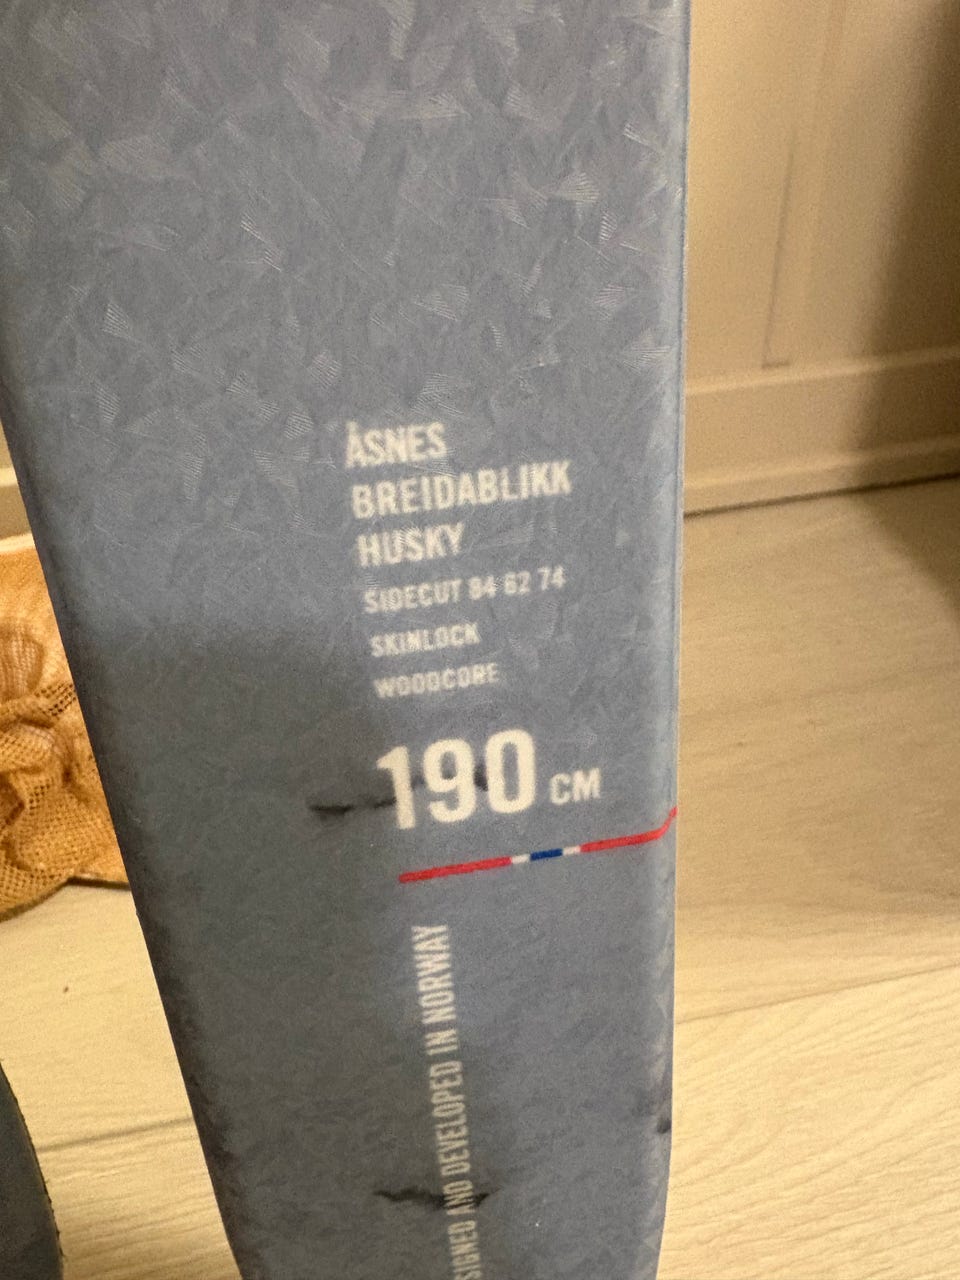 ÅSNES
BREIDABLIKK
HUSKY
SIDECUT 84 62 74
SKINLOCK
WOODCORE
190 CM
SIGNED AND DEVELOPED IN NORWAY